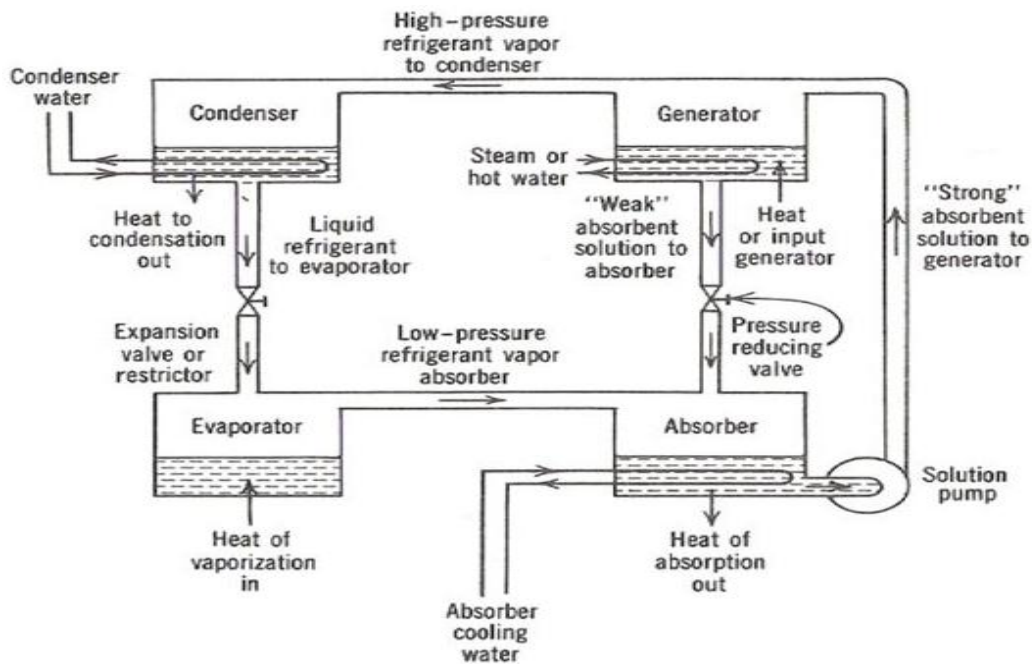 High-pressure
refrigerant vapor
to condenser
Condenser
water
Condenser
Generator
Steam or
hot water
Heat to
condensation
out
Liquid
refrigerant
to evaporator
"Weak"
absorbent
solution to
absorber
Heat
or input
generator
"Strong"
absorbent
solution to
generator
Expansion
valve or
restrictor
Low-pressure
refrigerant vapor
absorber
Pressure
reducing
valve
Evaporator
Absorber
Solution
pump
Heat of
vaporization
in
Heat of
absorption
out
Absorber
cooling
water